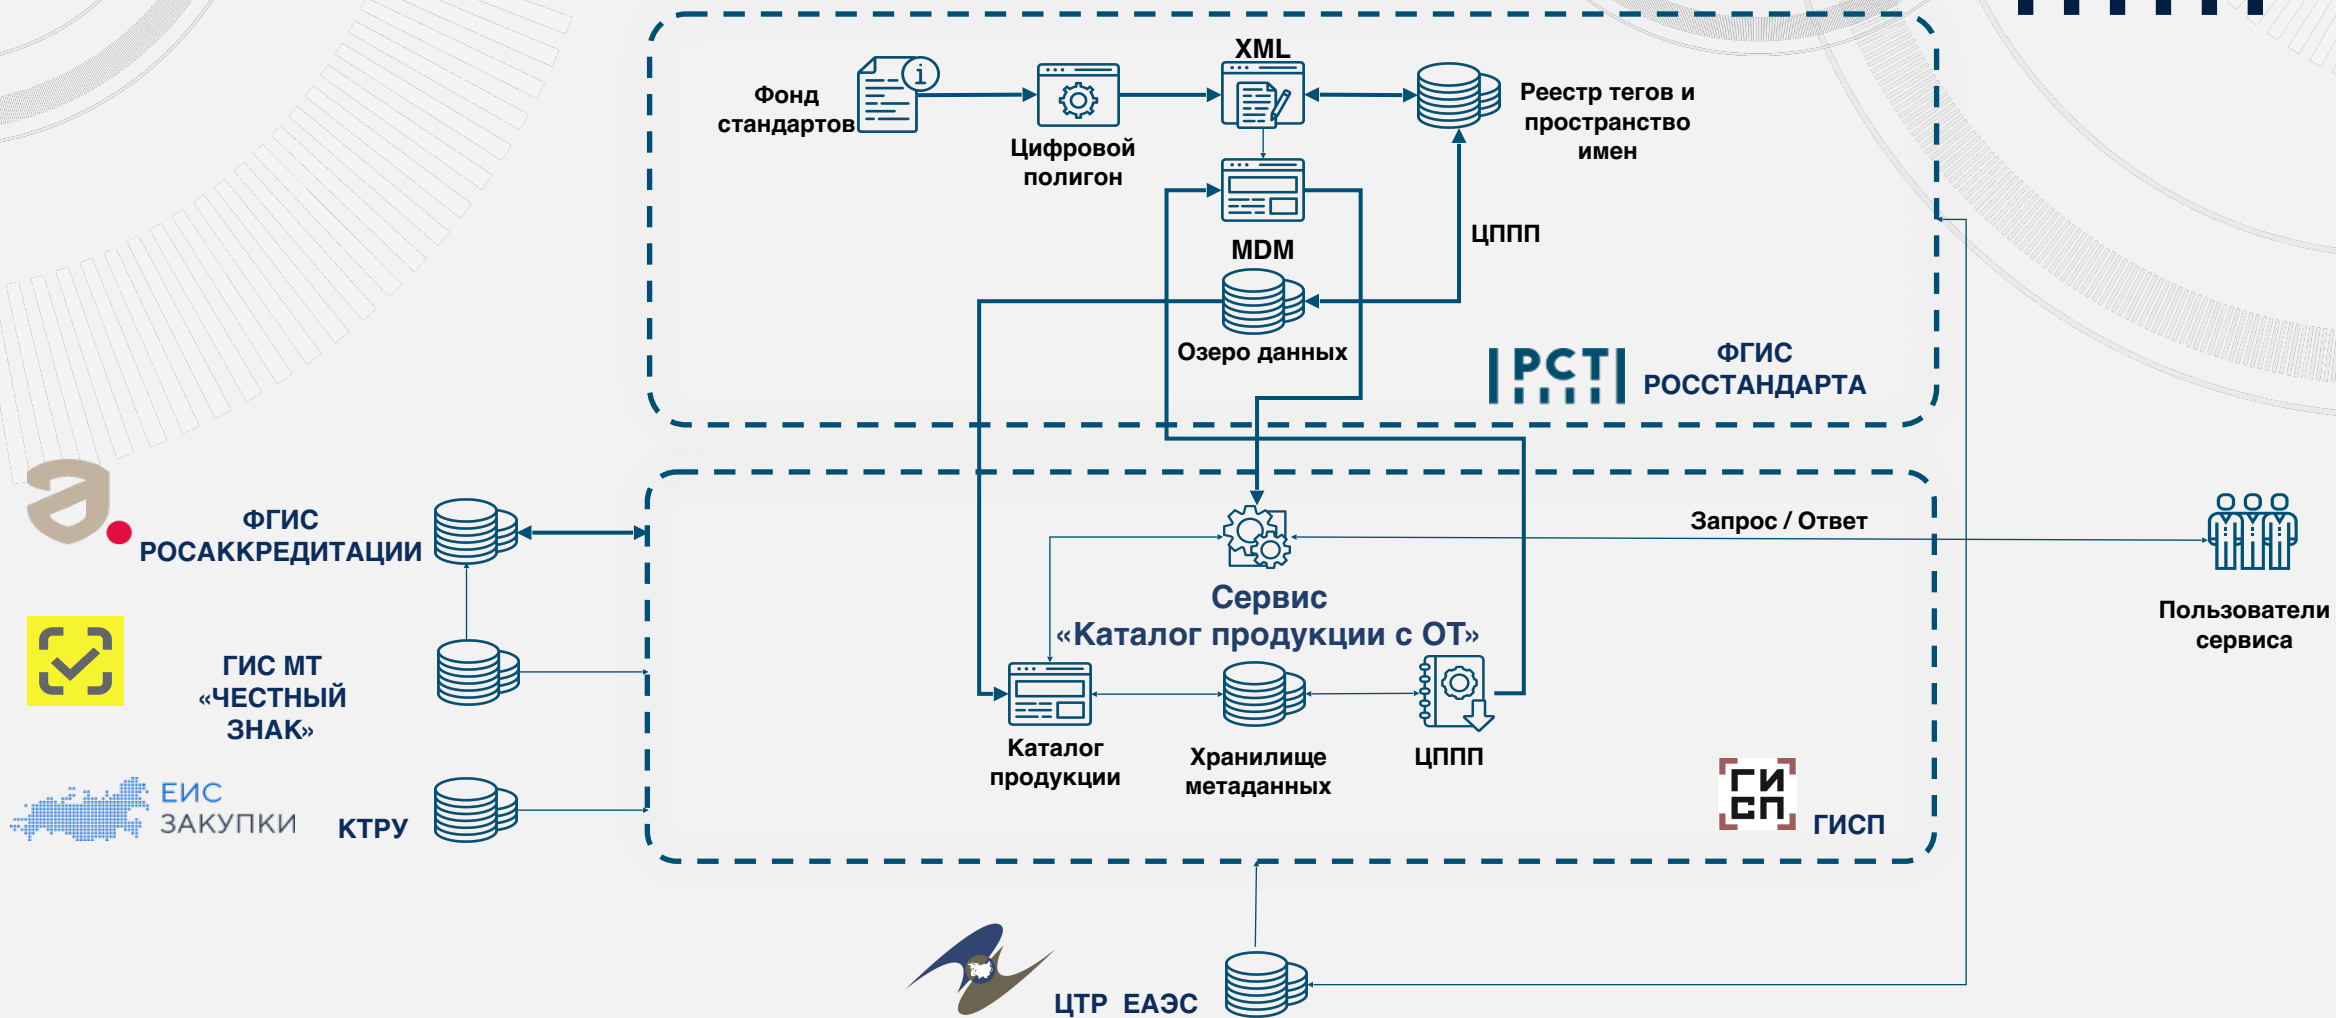 XML
Фонд
стандартов
Цифровой
полигон
Реестр тегов и
пространство
имен
MDM
ЦППП
Озеро данных
РСТ
ФГИС
РОССТАНДАРТА
ФГИС
РОСАККРЕДИТАЦИИ
Запрос / Ответ
Сервис
«Каталог продукции с ОТ»
Пользователи
сервиса
ГИС МТ
«ЧЕСТНЫЙ
ЗНАК»
Каталог
продукции
Хранилище
метаданных
ЦППП
ЕИС
ЗАКУПКИ
КТРУ
ГИ
СП
ГИСП
ЦТР ЕАЭС